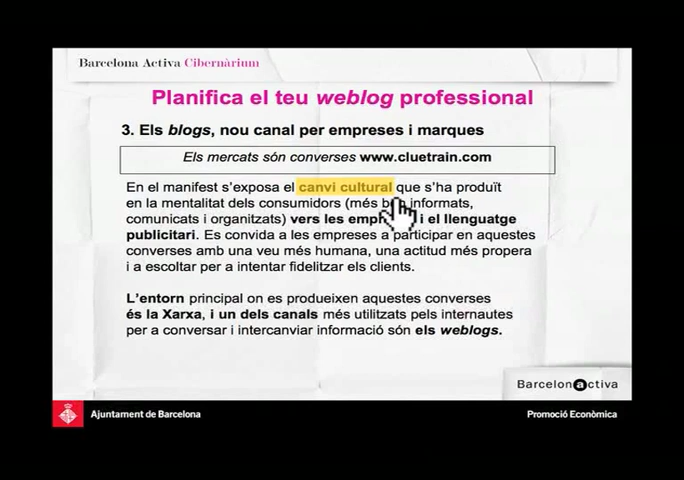 Barcelona Activa Cibernàrium
Planifica el teu weblog professional
3. Els blogs, nou canal per empreses i marques
Els mercats són converses www.cluetrain.com
En el manifest s'exposa el canvi cultural que s'ha produït
en la mentalitat dels consumidors (més informats,
comunicats i organitzats) vers les i el llenguatge
publicitari. Es convida a les empreses a participar en aquestes
converses amb una veu més humana, una actitud més propera
i a escoltar per a intentar fidelitzar els clients.
L'entorn principal on es produeixen aquestes converses
és la Xarxa, i un dels canals més utilitzats pels internautes
per a conversar i intercanviar informació són els weblogs.
Barcelonactiva
Ajuntament de Barcelona
Promoció Econòmica